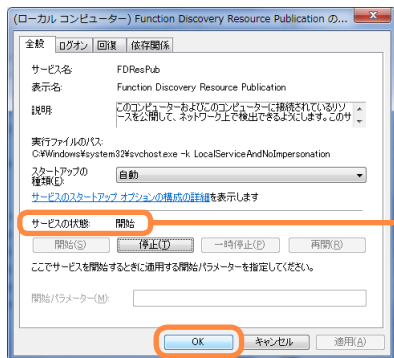 (ローカル コンピューター) Function Discovery Resource Publication の...
全般 ログオン 回復 依存関係
サービス名: FDResPub
表示名: Function Discovery Resource Publication
説明: このコンピューターおよびこのコンピューターに接続されているリソ
ースを公開して、ネットワーク上で検出できるようにします。このサ
実行ファイルのパス:
C:¥Windows¥system32¥svchost.exe -k LocalServiceAndNoImpersonation
スタートアップの
種類(E): 自動
サービスのスタートアップ オプションの構成の詳細を表示します
サービスの状態: 開始
開始(S) 停止(T) 一時停止(P) 再開(R)
ここでサービスを開始するときに適用する開始パラメーターを指定してください。
開始パラメーター(M):
OK キャンセル 適用(A)